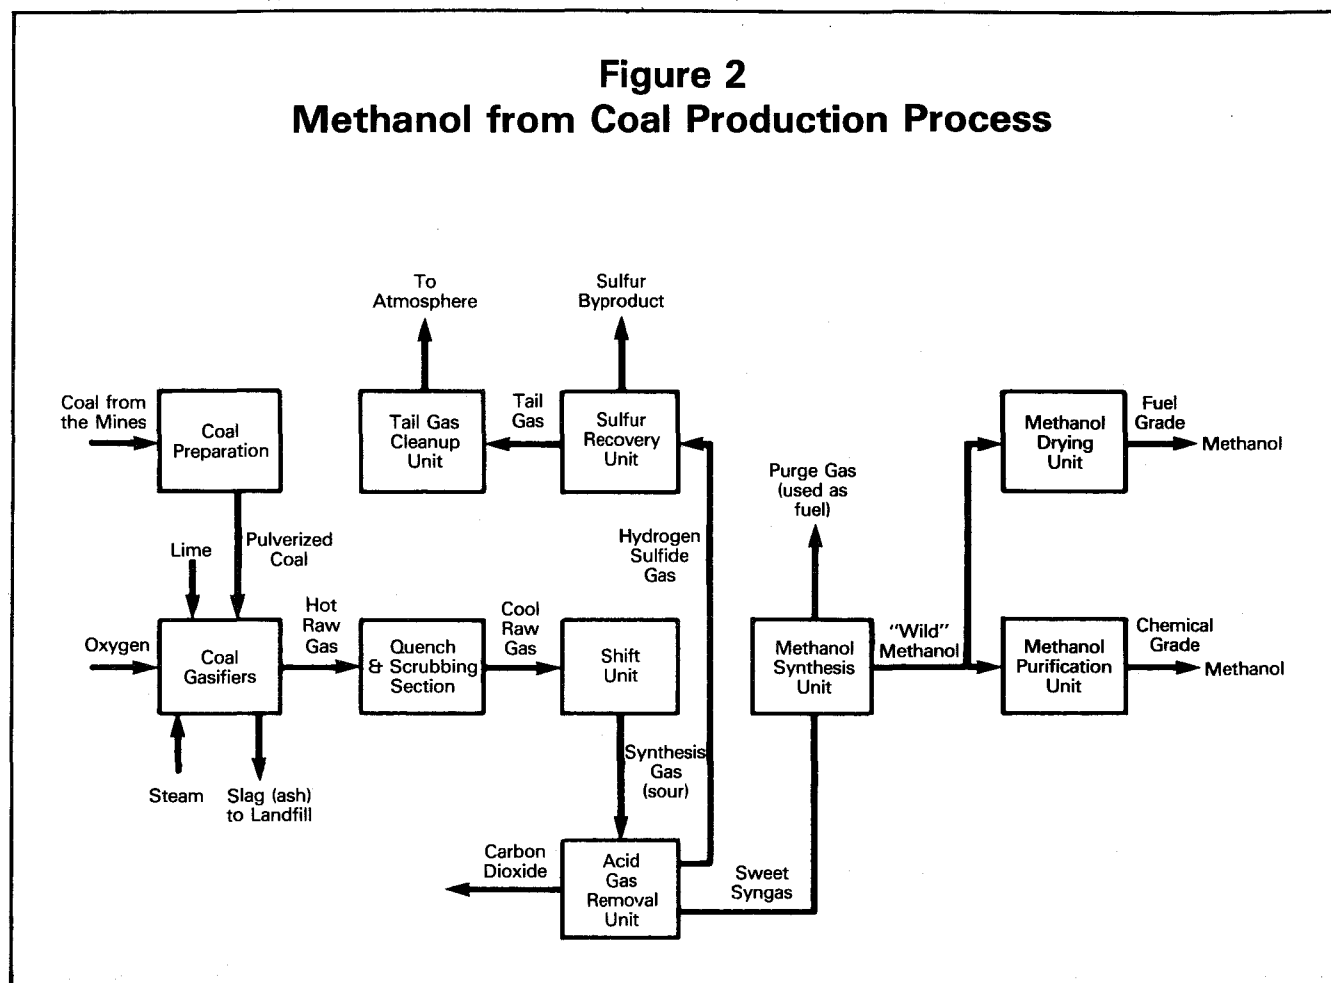 Figure 2
Methanol from Coal Production Process
To
Atmosphere
Sulfur
Byproduct
Coal from
the Mines
Coal
Preparation
Tail Gas
Cleanup
Unit
Tail
Gas
Sulfur
Recovery
Unit
Purge Gas
(used as
fuel)
Methanol
Drying
Unit
Fuel
Grade
Methanol
Lime
Pulverized
Coal
Hydrogen
Sulfide
Gas
Oxygen
Coal
Gasifiers
Hot
Raw
Gas
Quench
& Scrubbing
Section
Cool
Raw
Gas
Shift
Unit
Methanol
Synthesis
Unit
"Wild"
Methanol
Methanol
Purification
Unit
Chemical
Grade
Methanol
Steam
Slag (ash)
to Landfill
Synthesis
Gas
(sour)
Carbon
Dioxide
Acid
Gas
Removal
Unit
Sweet
Syngas